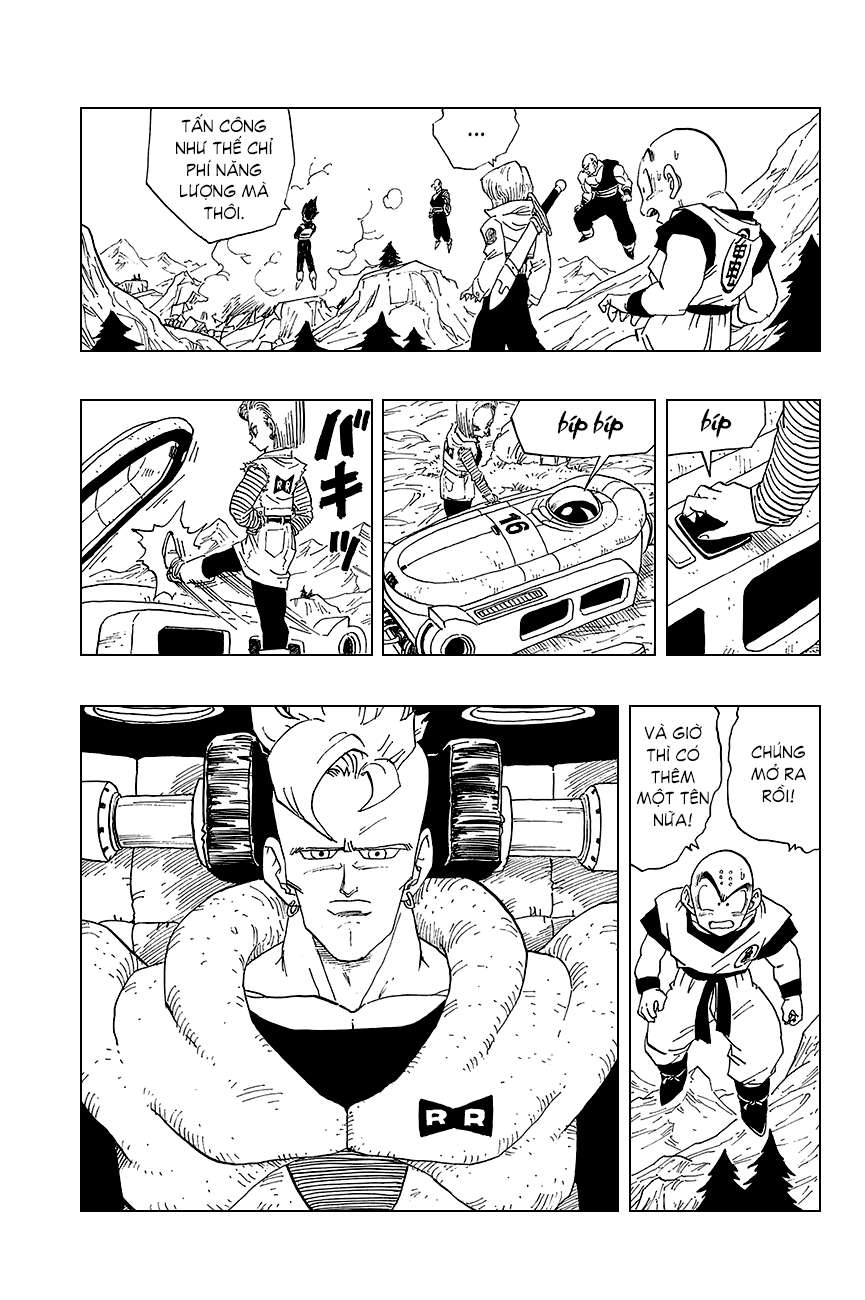 ...
TẤN CÔNG
NHƯ THẾ CHỈ
PHÍ NĂNG
LƯỢNG MÀ
THÔI.
bíp
bíp bíp
16
バキッ
R R
CHÚNG
MỞ RA
RỒI!
VÀ GIỜ
THÌ CÓ
THÊM
MỘT TÊN
NỮA!
R R